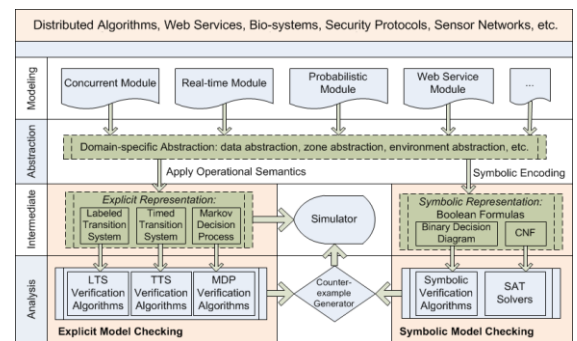 Distributed Algorithms, Web Services, Bio-systems, Security Protocols, Sensor Networks, etc.
Modeling
Concurrent Module
Real-time Module
Probabilistic
Module
Web Service
Module
...
Abstraction
Domain-specific Abstraction: data abstraction, zone abstraction, environment abstraction, etc.
Apply Operational Semantics
Symbolic Encoding
Intermediate
Explicit Representation:
Labeled
Transition
System
Timed
Transition
System
Markov
Decision
Process
Simulator
Symbolic Representation:
Boolean Formulas
Binary Decision
Diagram
CNF
Analysis
LTS
Verification
Algorithms
TTS
Verification
Algorithms
MDP
Verification
Algorithms
Counter-
example
Generator
Symbolic
Verification
Algorithms
SAT
Solvers
Explicit Model Checking
Symbolic Model Checking